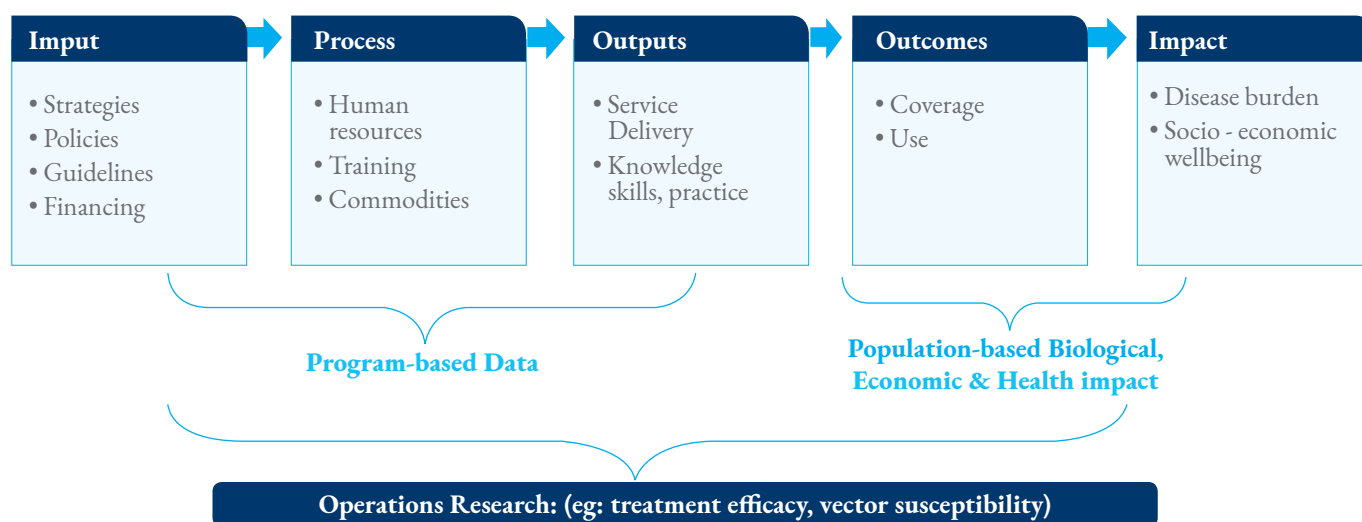 Imput
• Strategies
• Policies
• Guidelines
• Financing
Process
• Human
resources
• Training
• Commodities
Outputs
• Service
Delivery
• Knowledge
skills, practice
Outcomes
• Coverage
• Use
Impact
• Disease burden
• Socio - economic
wellbeing
Program-based Data
Population-based Biological,
Economic & Health impact
Operations Research: (eg: treatment efficacy, vector susceptibility)